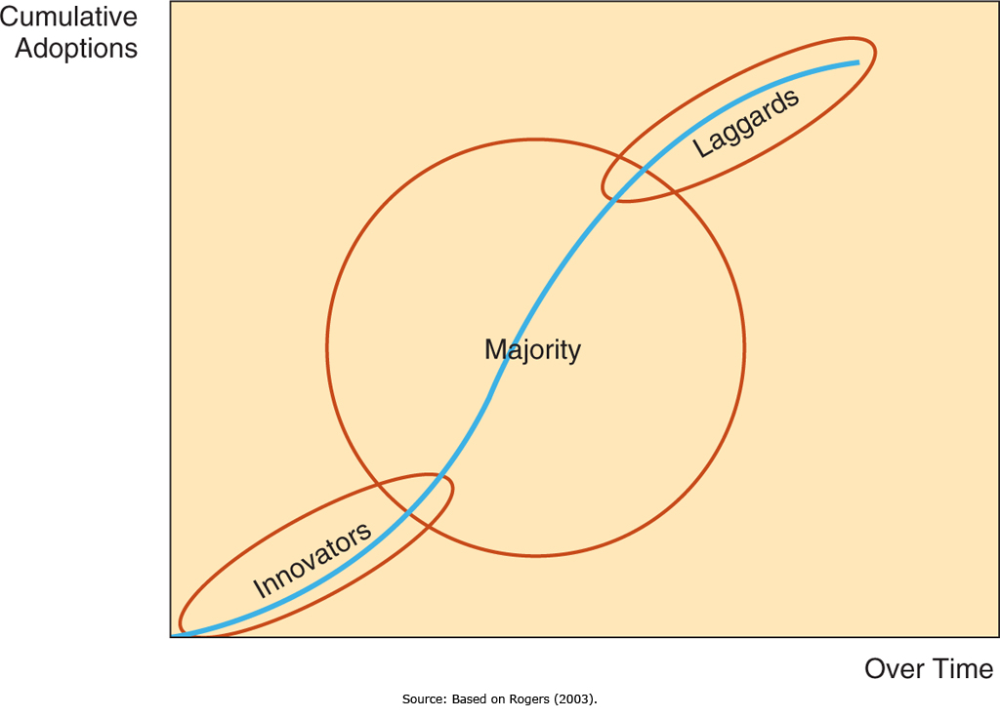 Cumulative
Adoptions
Laggards
Majority
Innovators
Over Time
Source: Based on Rogers (2003).